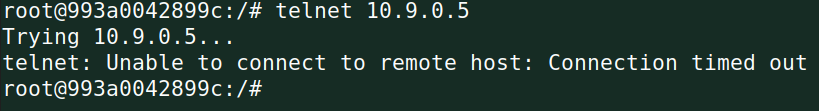 root@993a0042899c:/# telnet 10.9.0.5
Trying 10.9.0.5...
telnet: Unable to connect to remote host: Connection timed out
root@993a0042899c:/#